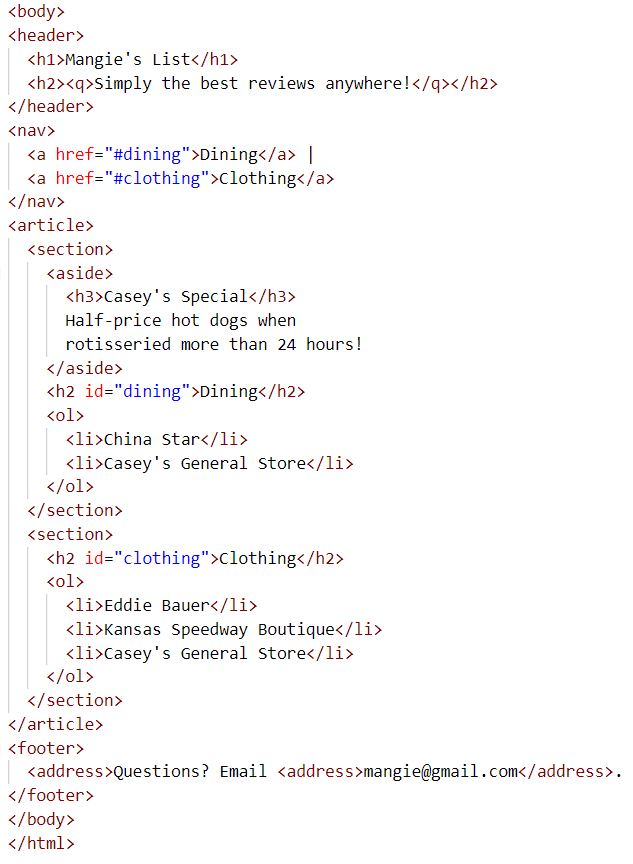 <body>
<header>
<h1>Mangie's List</h1>
<h2><q>Simply the best reviews anywhere!</q></h2>
</header>
<nav>
<a href="#dining">Dining</a> |
<a href="#clothing">Clothing</a>
</nav>
<article>
<section>
<aside>
<h3>Casey's Special</h3>
Half-price hot dogs when
rotisseried more than 24 hours!
</aside>
<h2 id="dining">Dining</h2>
<ol>
<li>China Star</li>
<li>Casey's General Store</li>
</ol>
</section>
<section>
<h2 id="clothing">Clothing</h2>
<ol>
<li>Eddie Bauer</li>
<li>Kansas Speedway Boutique</li>
<li>Casey's General Store</li>
</ol>
</section>
</article>
<footer>
<address>Questions? Email <address>mangie@gmail.com</address>.
</footer>
</body>
</html>